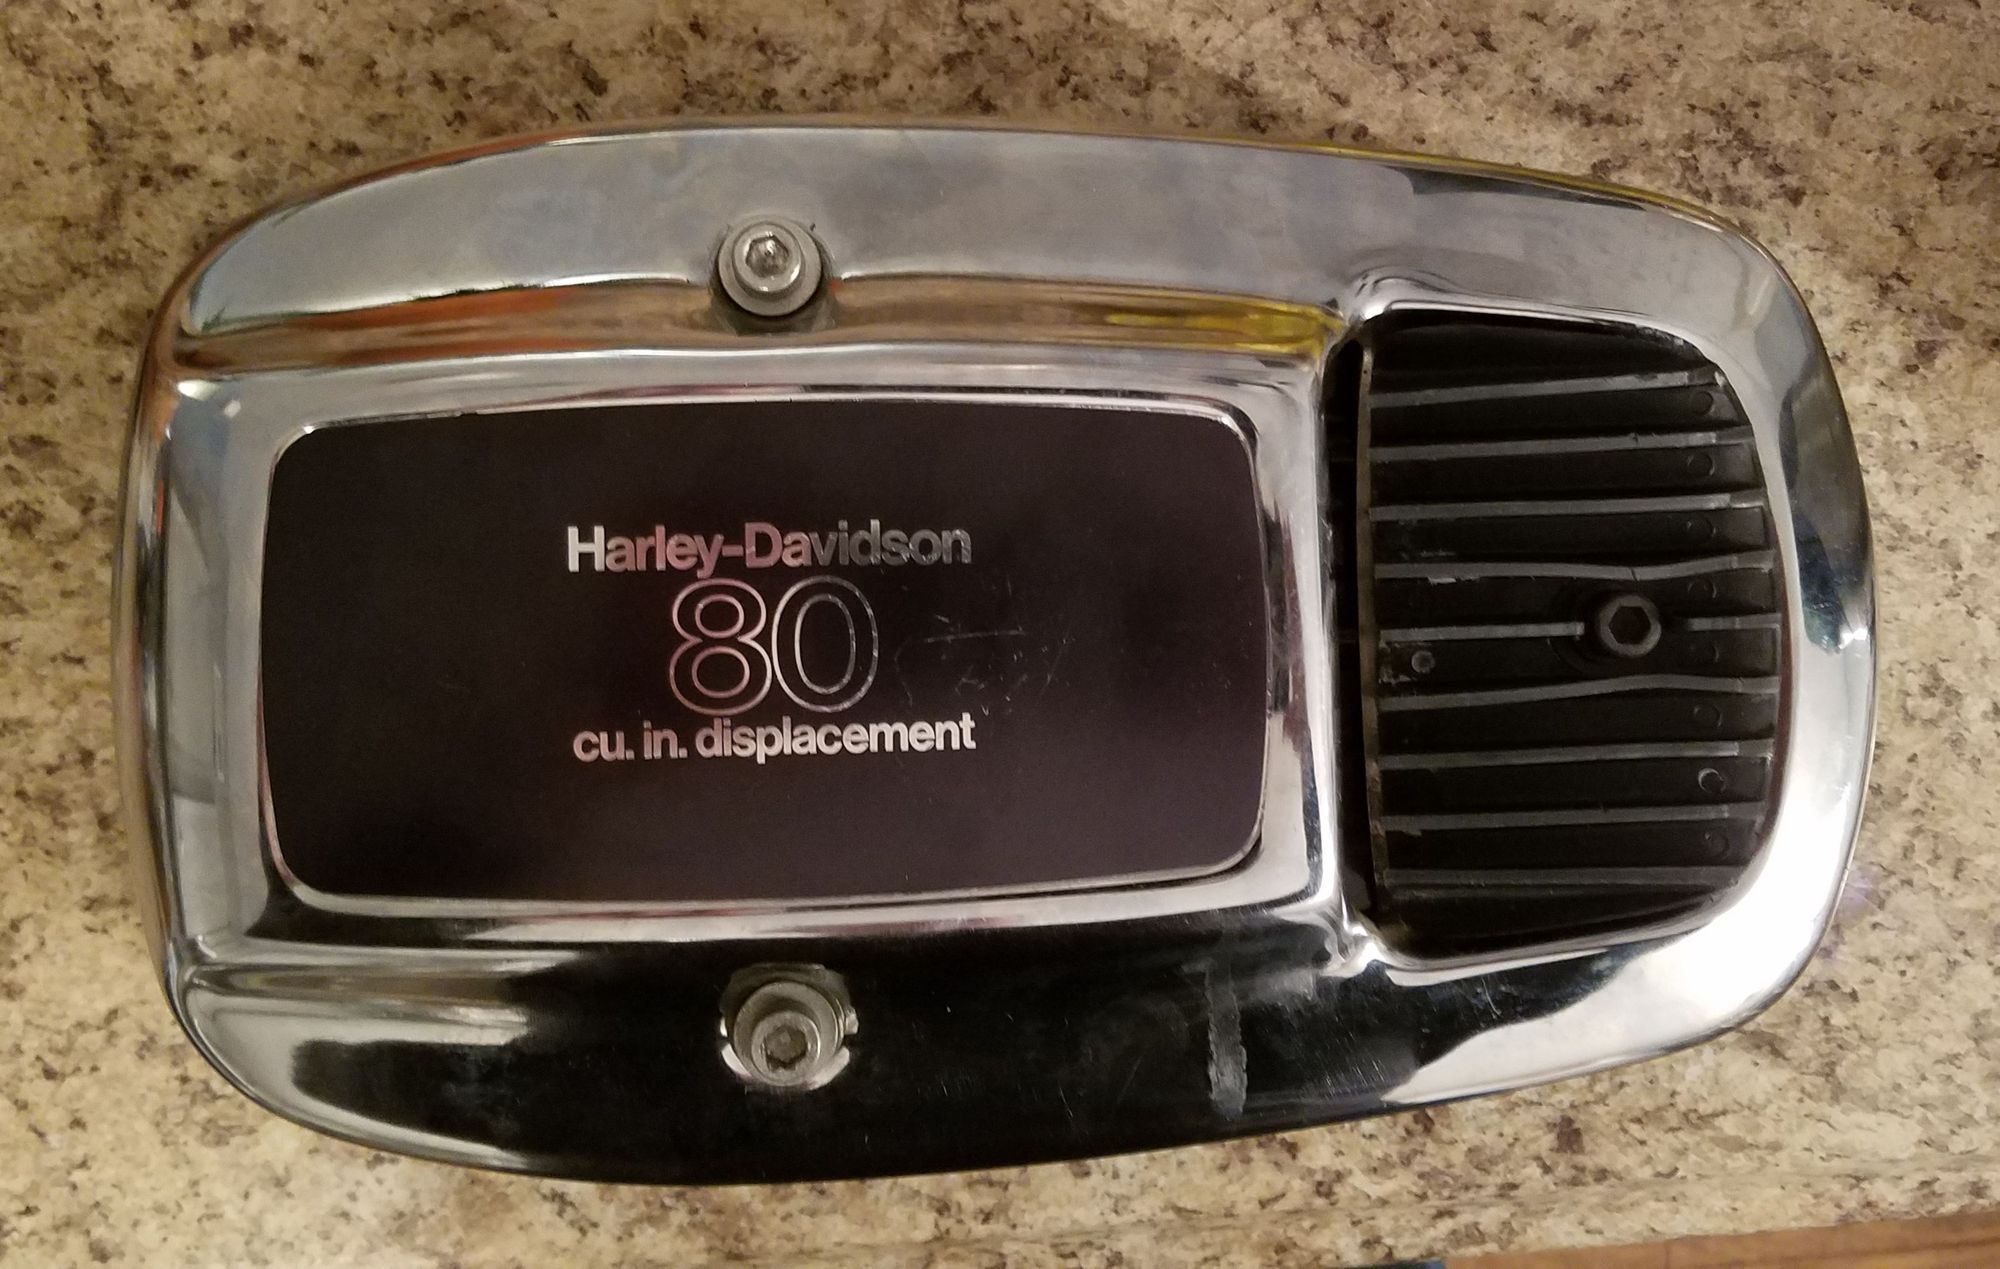 Harley-Davidson
80
cu. in. displacement